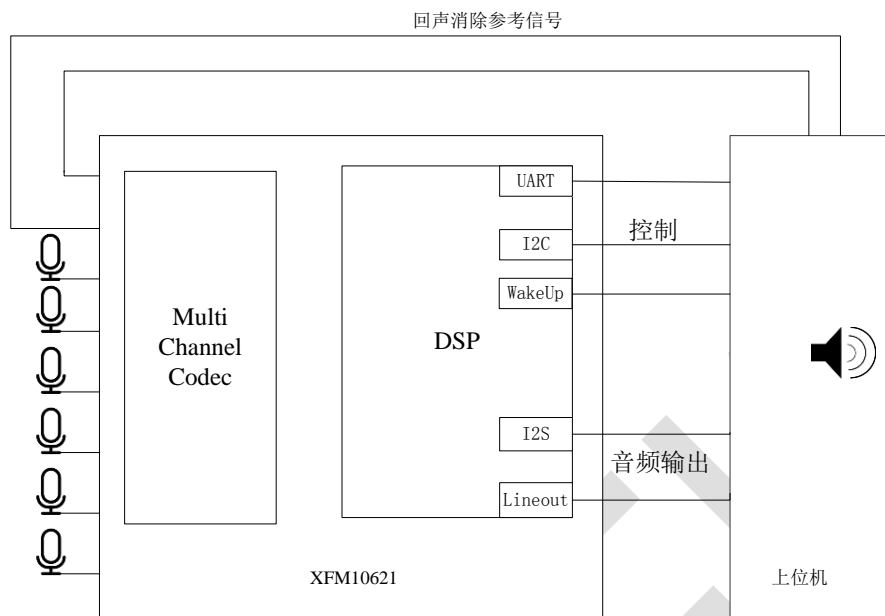 回声消除参考信号
UART
控制
I2C
WakeUp
Multi
Channel
Codec
DSP
I2S
音频输出
Lineout
XFM10621
上位机